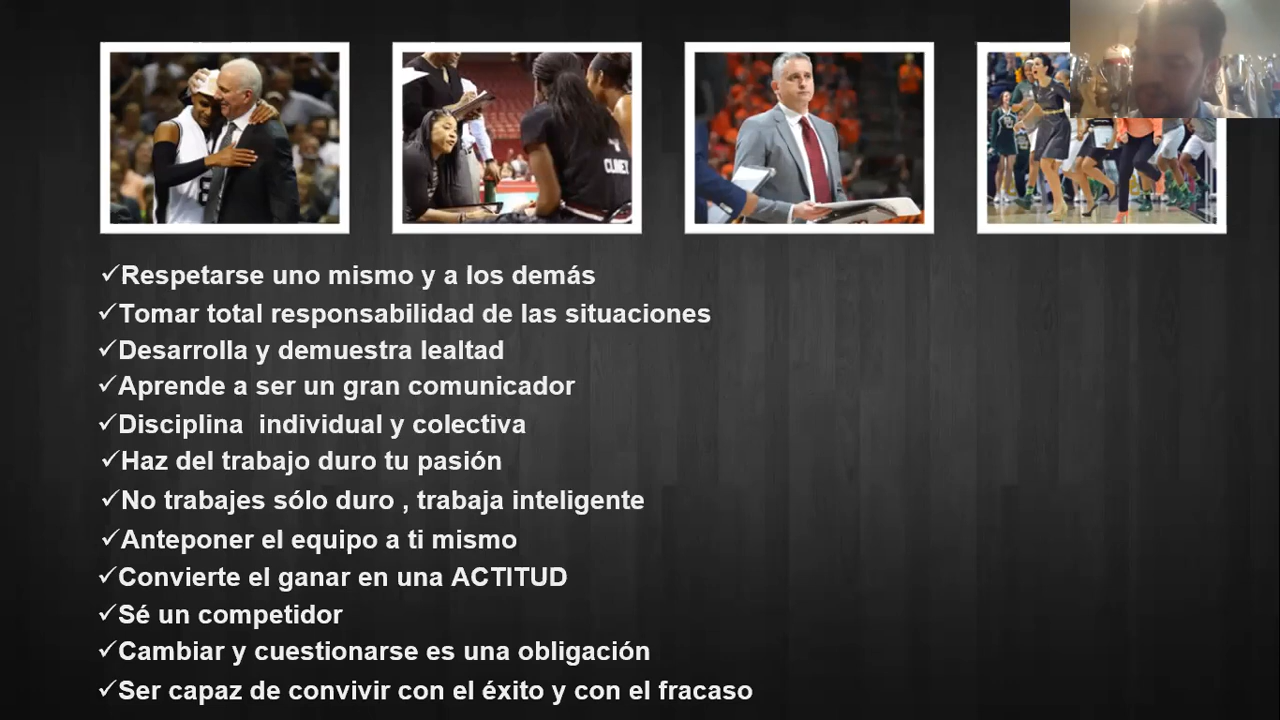 CLINEY
✓Respetarse uno mismo y a los demás
✓Tomar total responsabilidad de las situaciones
✓Desarrolla y demuestra lealtad
✓Aprende a ser un gran comunicador
✓Disciplina  individual y colectiva
✓Haz del trabajo duro tu pasión
✓No trabajes sólo duro , trabaja inteligente
✓Anteponer el equipo a ti mismo
✓Convierte el ganar en una ACTITUD
✓Sé un competidor
✓Cambiar y cuestionarse es una obligación
✓Ser capaz de convivir con el éxito y con el fracaso